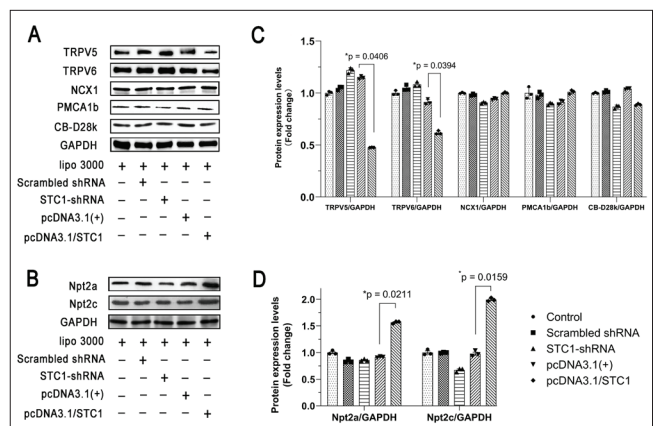 A
TRPV5
TRPV6
NCX1
PMCA1b
CB-D28k
GAPDH
lipo 3000 + + + + +
Scrambled shRNA – + – – –
STC1-shRNA – – + – –
pcDNA3.1(+) – – – + –
pcDNA3.1/STC1 – – – – +
B
Npt2a
Npt2c
GAPDH
lipo 3000 + + + + +
Scrambled shRNA – + – – –
STC1-shRNA – – + – –
pcDNA3.1(+) – – – + –
pcDNA3.1/STC1 – – – – +
C
Protein expression levels
(Fold change)
1.5
1.0
0.5
0.0
*p = 0.0406
*p = 0.0394
TRPV5/GAPDH TRPV6/GAPDH NCX1/GAPDH PMCA1b/GAPDH CB-D28k/GAPDH
D
Protein expression levels
(Fold change)
2.0
1.5
1.0
0.5
0.0
*p = 0.0211
*p = 0.0159
Npt2a/GAPDH Npt2c/GAPDH
Control
Scrambled shRNA
STC1-shRNA
pcDNA3.1(+)
pcDNA3.1/STC1